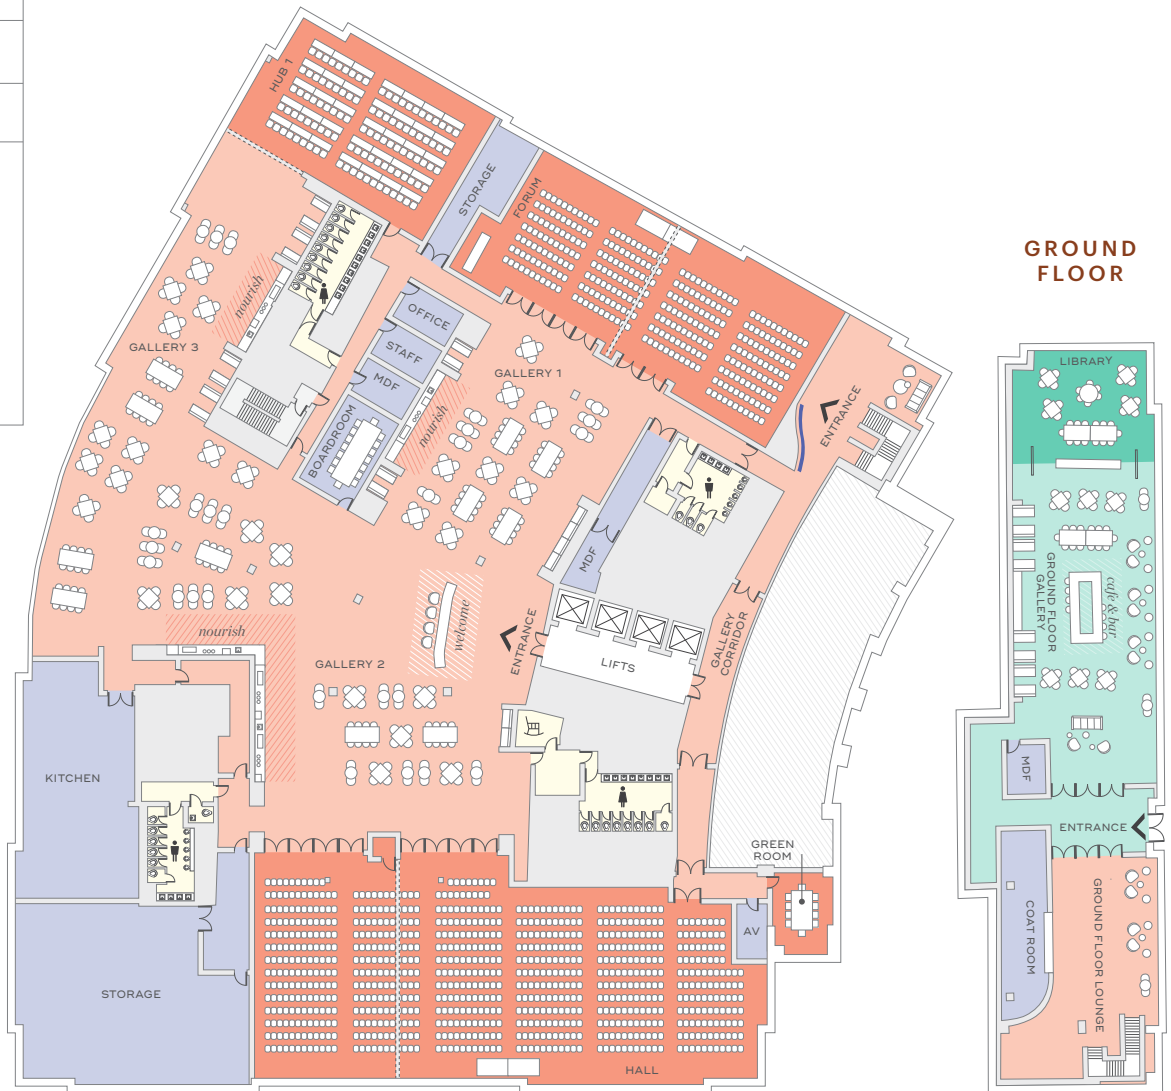 HUB 1
STORAGE
FORUM
GROUND
FLOOR
nourish
GALLERY 3
OFFICE
STAFF
MDF
BOARDROOM
nourish
GALLERY 1
ENTRANCE
LIBRARY
MDF
GROUND FLOOR
GALLERY
cafe & bar
welcome
ENTRANCE
LIFTS
GALLERY
CORRIDOR
nourish
GALLERY 2
KITCHEN
MDF
ENTRANCE
GREEN
ROOM
COAT ROOM
GROUND FLOOR LOUNGE
AV
STORAGE
HALL